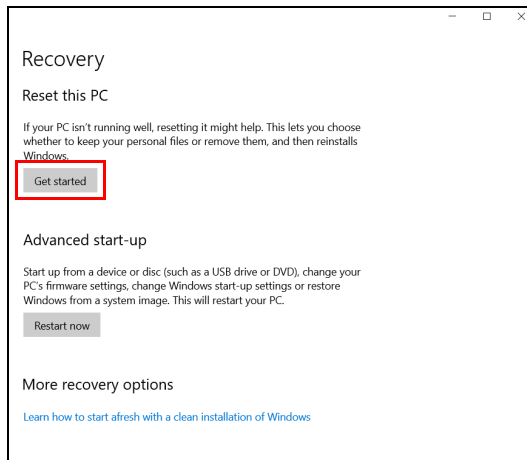 Recovery
Reset this PC
If your PC isn't running well, resetting it might help. This lets you choose
whether to keep your personal files or remove them, and then reinstalls
Windows.
Get started
Advanced start-up
Start up from a device or disc (such as a USB drive or DVD), change your
PC's firmware settings, change Windows start-up settings or restore
Windows from a system image. This will restart your PC.
Restart now
More recovery options
Learn how to start afresh with a clean installation of Windows